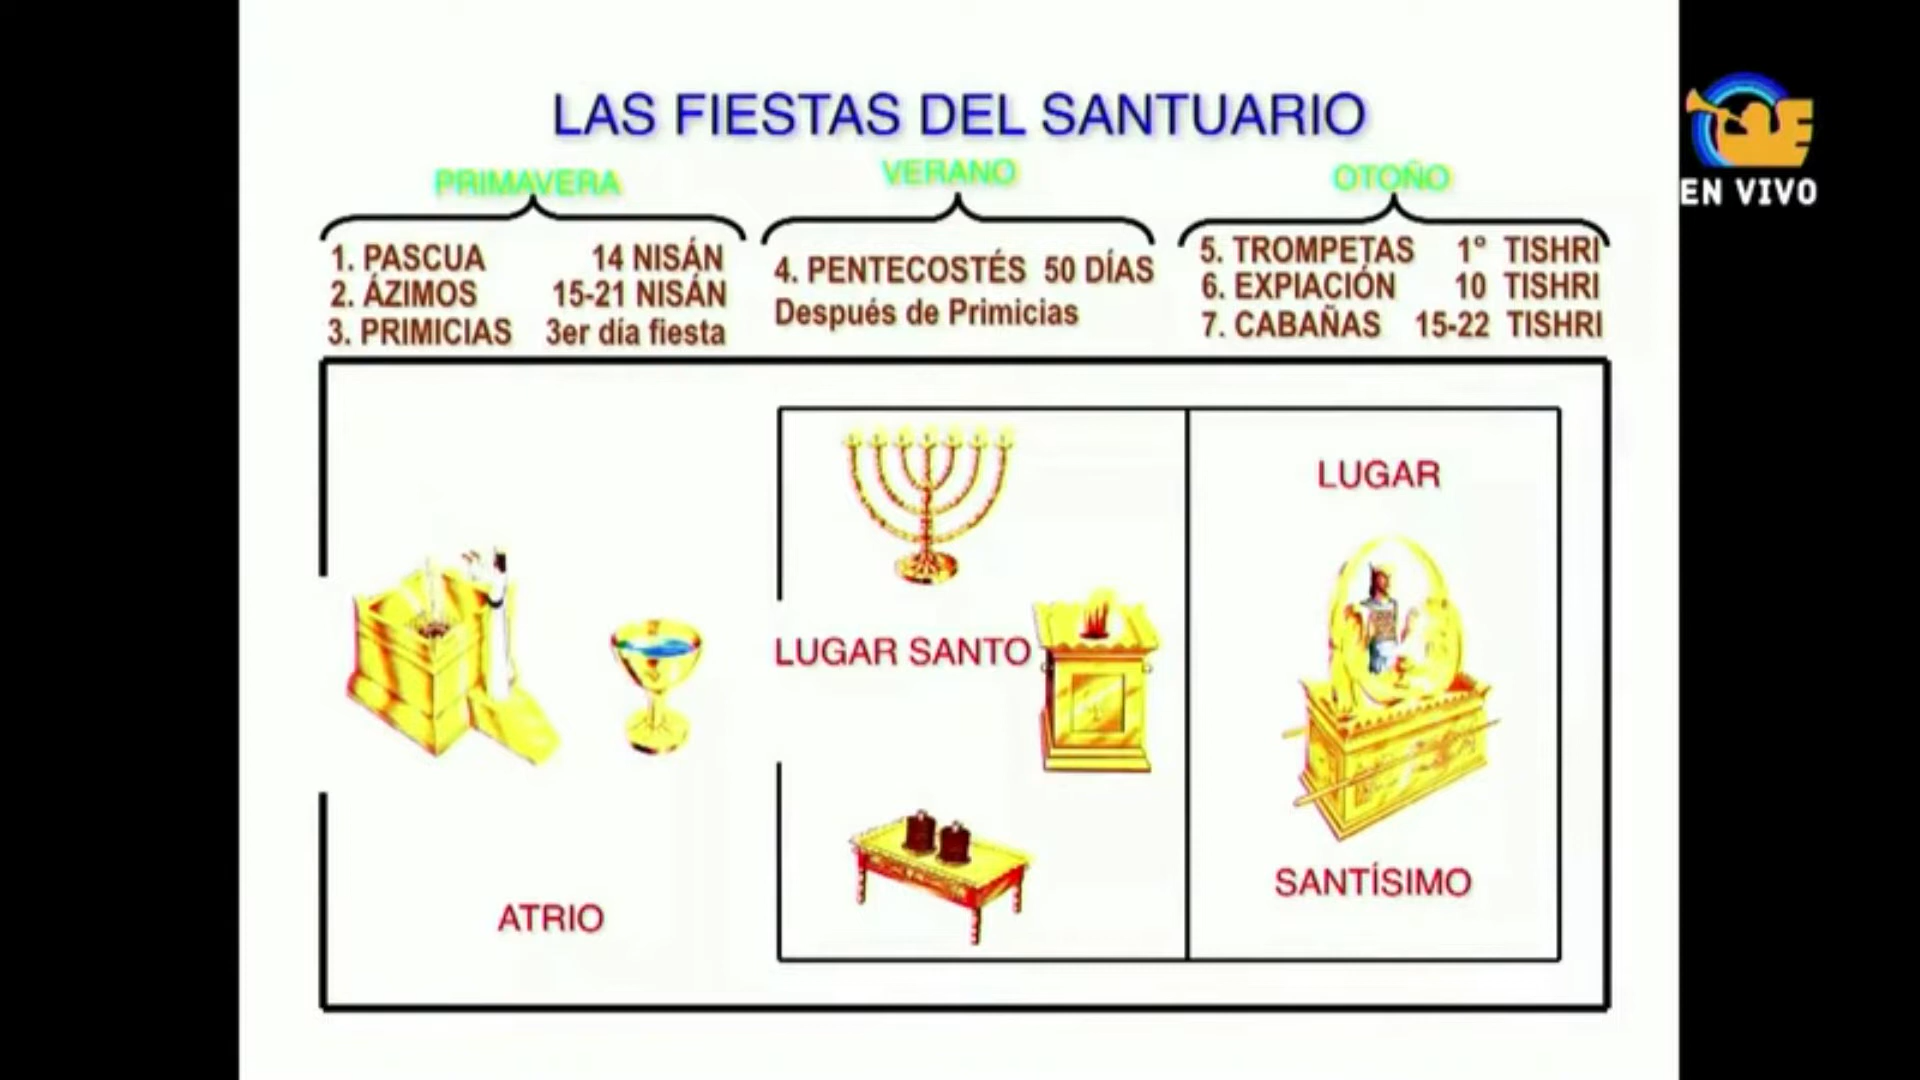 LAS FIESTAS DEL SANTUARIO
PRIMAVERA
VERANO
OTOÑO
1. PASCUA 14 NISÁN
2. ÁZIMOS 15-21 NISÁN
3. PRIMICIAS 3er día fiesta
4. PENTECOSTÉS 50 DÍAS
Después de Primicias
5. TROMPETAS 1° TISHRI
6. EXPIACIÓN 10 TISHRI
7. CABAÑAS 15-22 TISHRI
ATRIO
LUGAR SANTO
LUGAR
SANTÍSIMO
EN VIVO